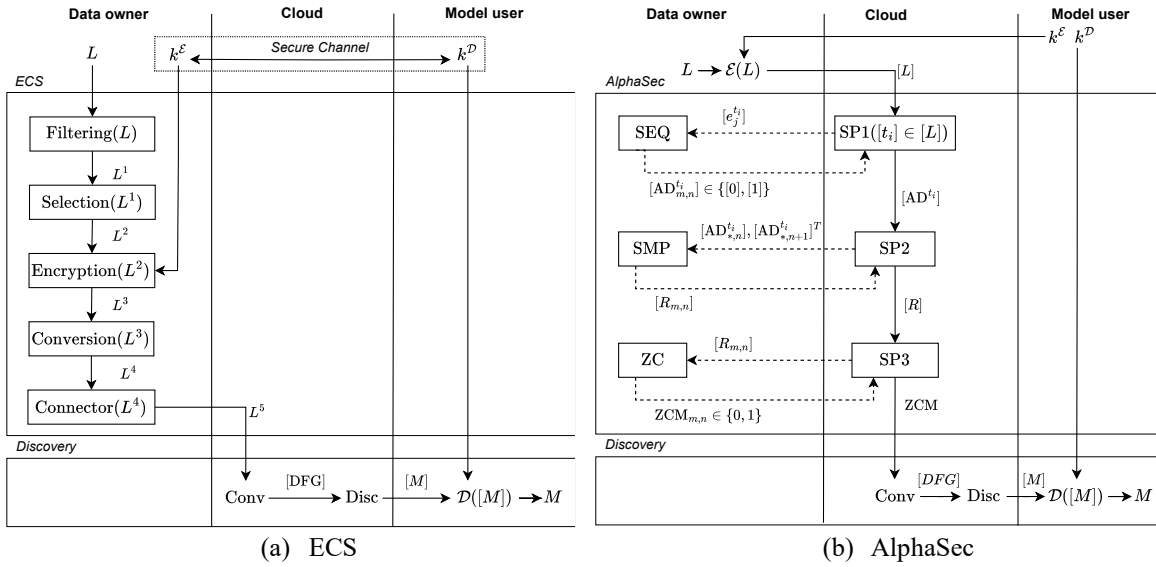 Data owner Cloud Model user
L k^ℰ Secure Channel k^𝒟
ECS
Filtering(L)
L^1
Selection(L^1)
L^2
Encryption(L^2)
L^3
Conversion(L^3)
L^4
Connector(L^4) L^5
Discovery
Conv [DFG] Disc [M] 𝒟([M]) M
(a) ECS
Data owner Cloud Model user
k^ℰ k^𝒟
L ℰ(L) [L]
AlphaSec
SEQ [e_j^{t_i}] SP1([t_i] ∈ [L])
[AD_{m,n}^{t_i}] ∈ {[0], [1]}
[AD^{t_i}]
SMP [AD_{*,n}^{t_i}], [AD_{*,n+1}^{t_i}]^T SP2
[R_{m,n}]
[R]
ZC [R_{m,n}] SP3
ZCM_{m,n} ∈ {0, 1}
ZCM
Discovery
Conv [DFG] Disc [M] 𝒟([M]) M
(b) AlphaSec